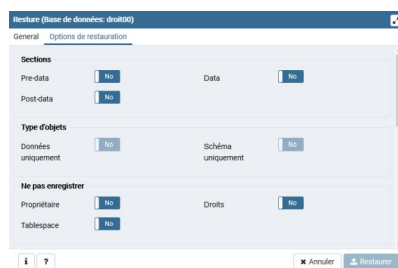 Resture (Base de données: droit00)
General Options de restauration
Sections
Pre-data No Data No
Post-data No
Type d'objets
Données uniquement No Schéma uniquement No
Ne pas enregistrer
Propriétaire No Droits No
Tablespace No
i ? Annuler Restaurer